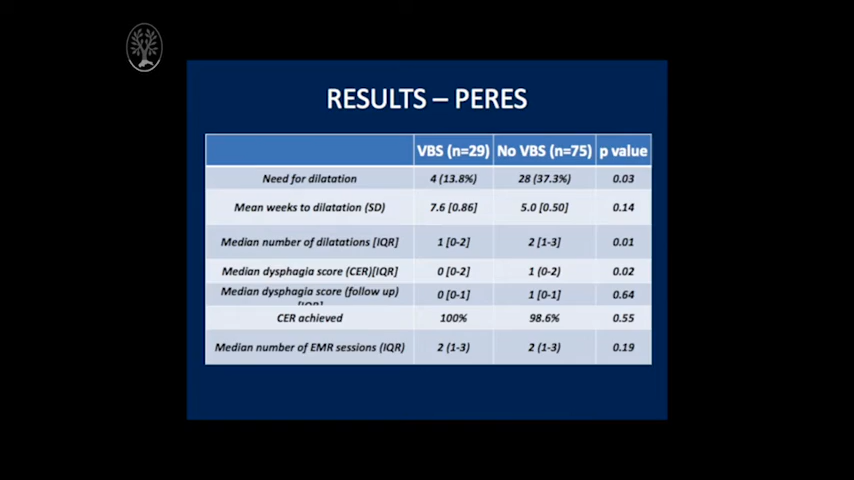 RESULTS – PERES
VBS (n=29) No VBS (n=75) p value
Need for dilatation 4 (13.8%) 28 (37.3%) 0.03
Mean weeks to dilatation (SD) 7.6 [0.86] 5.0 [0.50] 0.14
Median number of dilatations [IQR] 1 [0-2] 2 [1-3] 0.01
Median dysphagia score (CER)[IQR] 0 [0-2] 1 (0-2) 0.02
Median dysphagia score (follow up) 0 [0-1] 1 [0-1] 0.64
[IQR]
CER achieved 100% 98.6% 0.55
Median number of EMR sessions (IQR) 2 (1-3) 2 (1-3) 0.19